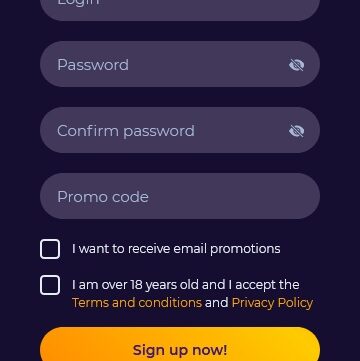 Login
Password
Confirm password
Promo code
I want to receive email promotions
I am over 18 years old and I accept the
Terms and conditions and Privacy Policy
Sign up now!